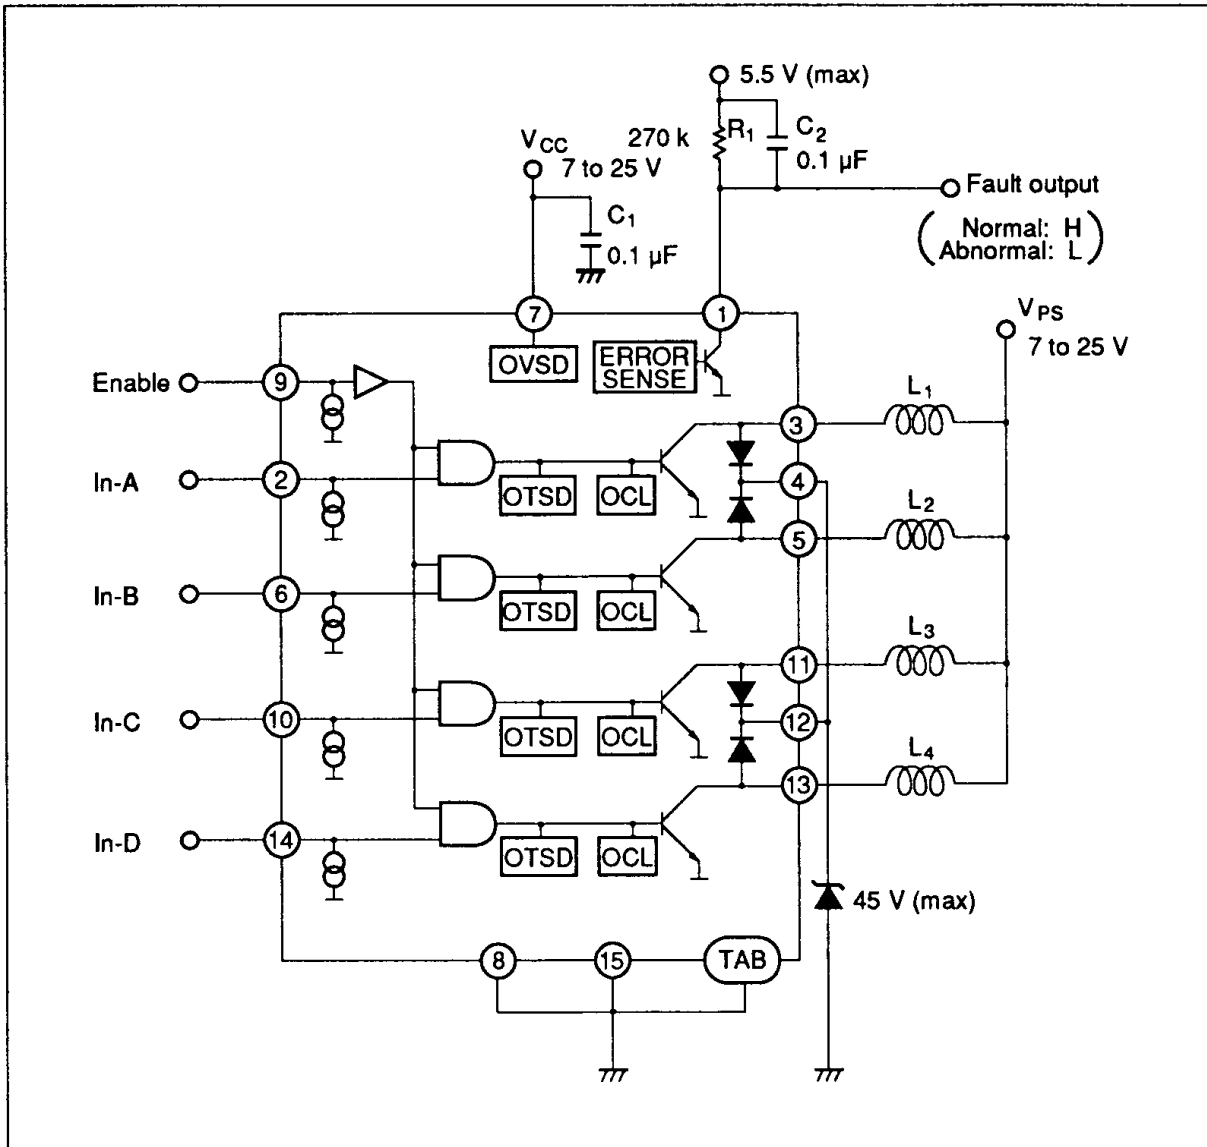 5.5 V (max)
270 k
R1
C2
0.1 µF
VCC
7 to 25 V
C1
0.1 µF
Fault output
(Normal: H
Abnormal: L)
7
1
OVSD
ERROR
SENSE
VPS
7 to 25 V
Enable
9
In-A
2
OTSD
OCL
3
L1
4
5
L2
In-B
6
OTSD
OCL
11
L3
In-C
10
OTSD
OCL
12
13
L4
In-D
14
OTSD
OCL
45 V (max)
8
15
TAB